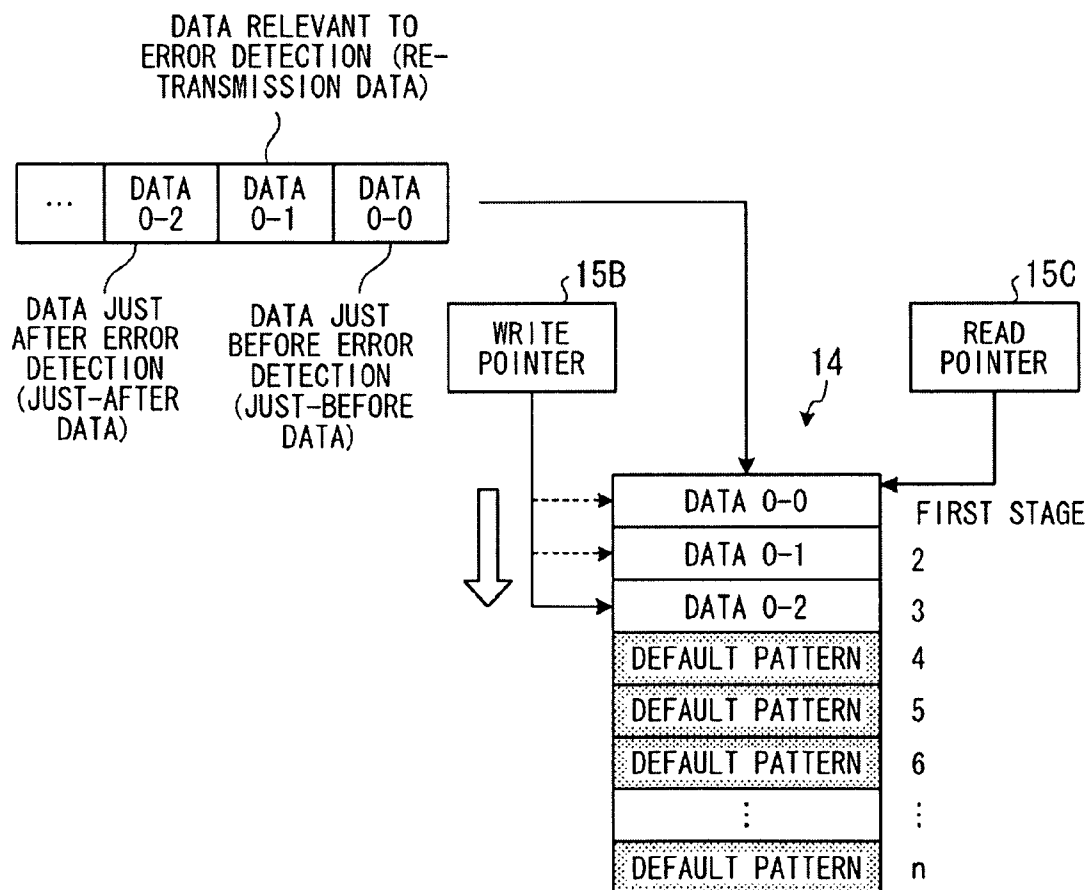 DATA RELEVANT TO
ERROR DETECTION (RE-
TRANSMISSION DATA)
... DATA 0-2 DATA 0-1 DATA 0-0
DATA JUST
AFTER ERROR
DETECTION
(JUST-AFTER
DATA)
DATA JUST
BEFORE ERROR
DETECTION
(JUST-BEFORE
DATA)
15B
WRITE
POINTER
15C
READ
POINTER
14
DATA 0-0 FIRST STAGE
DATA 0-1 2
DATA 0-2 3
DEFAULT PATTERN 4
DEFAULT PATTERN 5
DEFAULT PATTERN 6
⋮ ⋮
DEFAULT PATTERN n